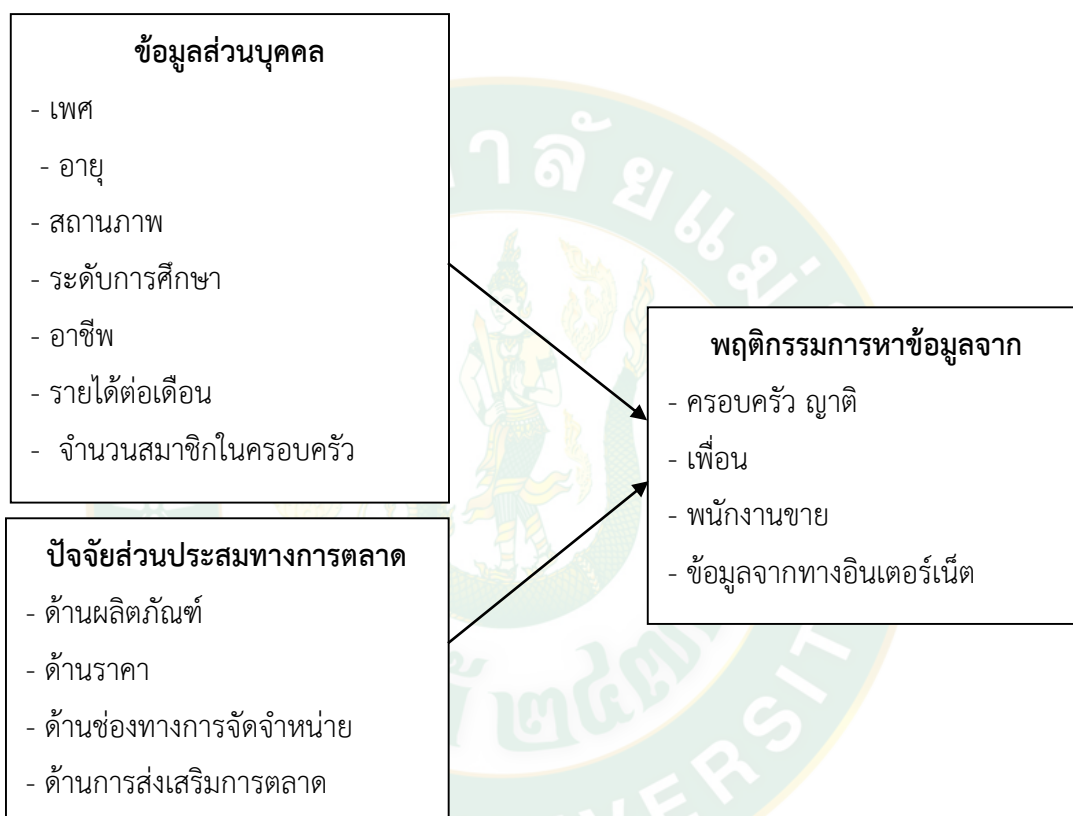 ข้อมูลส่วนบุคคล
- เพศ
- อายุ
- สถานภาพ
- ระดับการศึกษา
- อาชีพ
- รายได้ต่อเดือน
- จำนวนสมาชิกในครอบครัว
ปัจจัยส่วนประสมทางการตลาด
- ด้านผลิตภัณฑ์
- ด้านราคา
- ด้านช่องทางการจัดจำหน่าย
- ด้านการส่งเสริมการตลาด
พฤติกรรมการหาข้อมูลจาก
- ครอบครัว ญาติ
- เพื่อน
- พนักงานขาย
- ข้อมูลจากทางอินเตอร์เน็ต